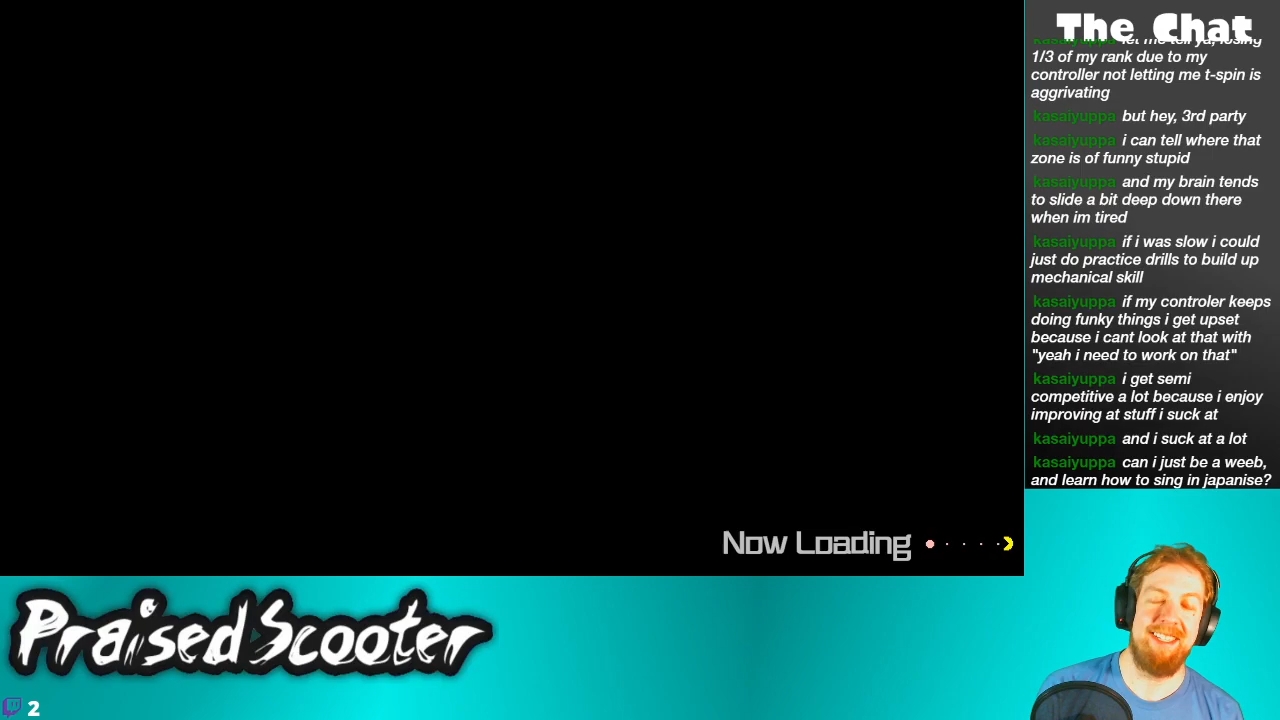 The Chat
kasaiyuppa let me tell ya, losing
1/3 of my rank due to my
controller not letting me t-spin is
aggrivating
kasaiyuppa but hey, 3rd party
kasaiyuppa i can tell where that
zone is of funny stupid
kasaiyuppa and my brain tends
to slide a bit deep down there
when im tired
kasaiyuppa if i was slow i could
just do practice drills to build up
mechanical skill
kasaiyuppa if my controler keeps
doing funky things i get upset
because i cant look at that with
"yeah i need to work on that"
kasaiyuppa i get semi
competitive a lot because i enjoy
improving at stuff i suck at
kasaiyuppa and i suck at a lot
kasaiyuppa can i just be a weeb,
and learn how to sing in japanise?
Now Loading
PraisedScooter
2